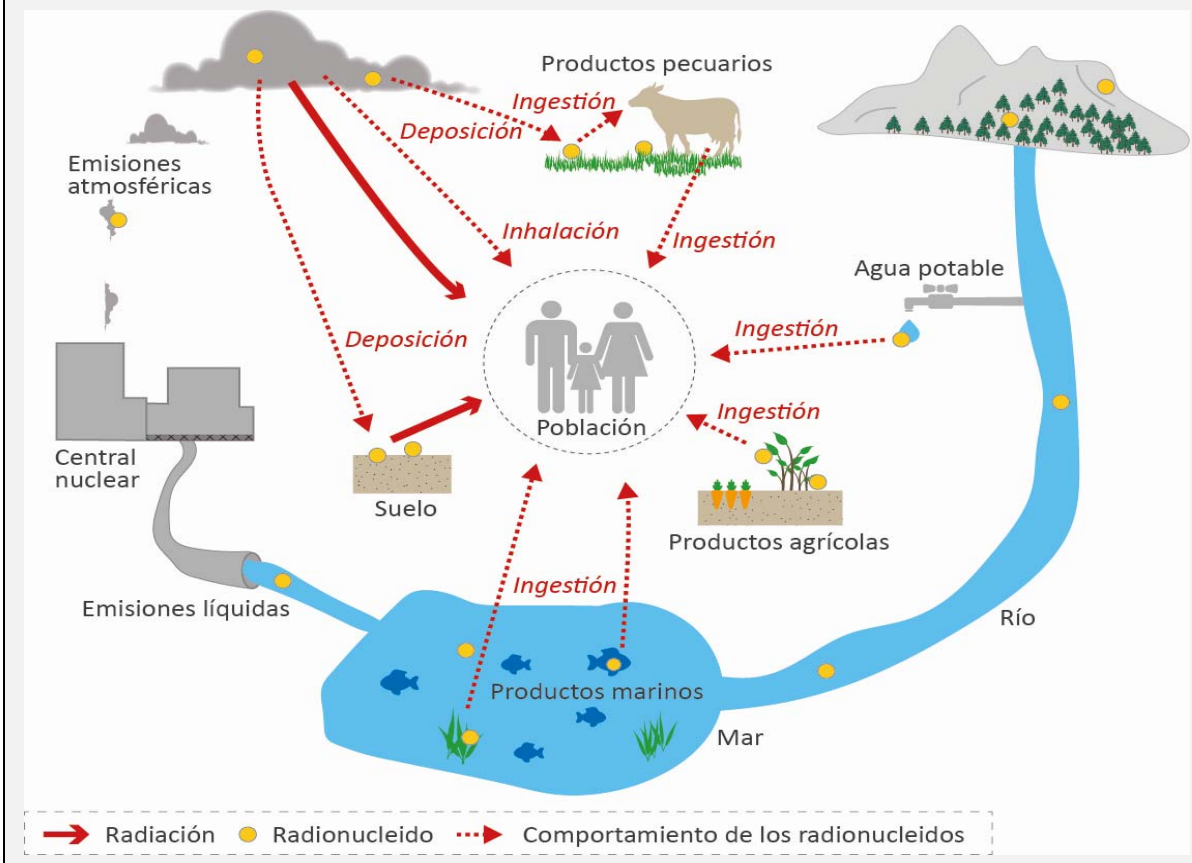 Productos pecuarios
Ingestión
Deposición
Emisiones
atmosféricas
Inhalación
Ingestión
Agua potable
Ingestión
Deposición
Ingestión
Población
Central
nuclear
Suelo
Productos agrícolas
Ingestión
Emisiones líquidas
Río
Productos marinos
Mar
Radiación
Radionucleido
Comportamiento de los radionucleidos